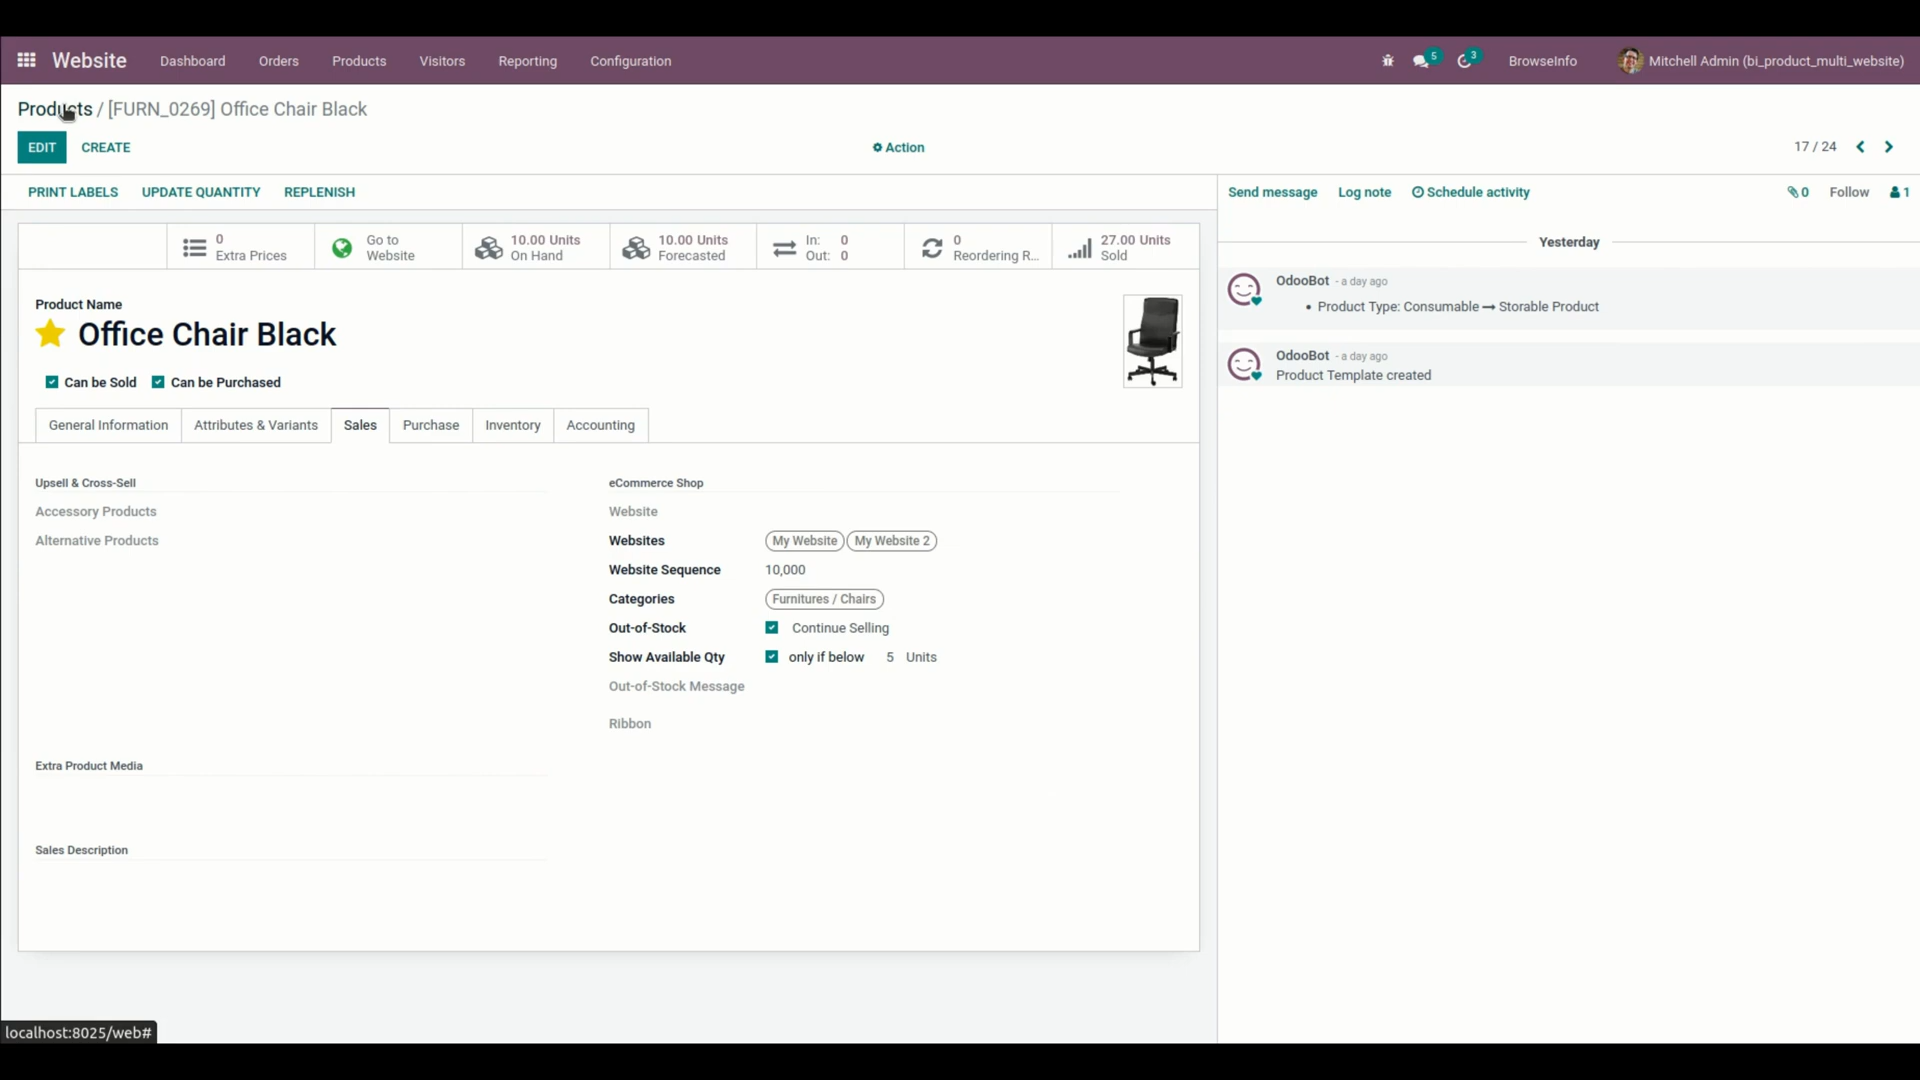 Website Dashboard Orders Products Visitors Reporting Configuration 5 3 BrowseInfo Mitchell Admin (bi_product_multi_website)
Products / [FURN_0269] Office Chair Black
EDIT CREATE Action 17 / 24
PRINT LABELS UPDATE QUANTITY REPLENISH
Send message Log note Schedule activity 0 Follow 1
0
Extra Prices
Go to
Website
10.00 Units
On Hand
10.00 Units
Forecasted
In: 0
Out: 0
0
Reordering R...
27.00 Units
Sold
Product Name
Office Chair Black
Can be Sold Can be Purchased
General Information Attributes & Variants Sales Purchase Inventory Accounting
Upsell & Cross-Sell
Accessory Products
Alternative Products
eCommerce Shop
Website
Websites My Website My Website 2
Website Sequence 10,000
Categories Furnitures / Chairs
Out-of-Stock Continue Selling
Show Available Qty only if below 5 Units
Out-of-Stock Message
Ribbon
Extra Product Media
Sales Description
Yesterday
OdooBot - a day ago
• Product Type: Consumable → Storable Product
OdooBot - a day ago
Product Template created
localhost:8025/web#